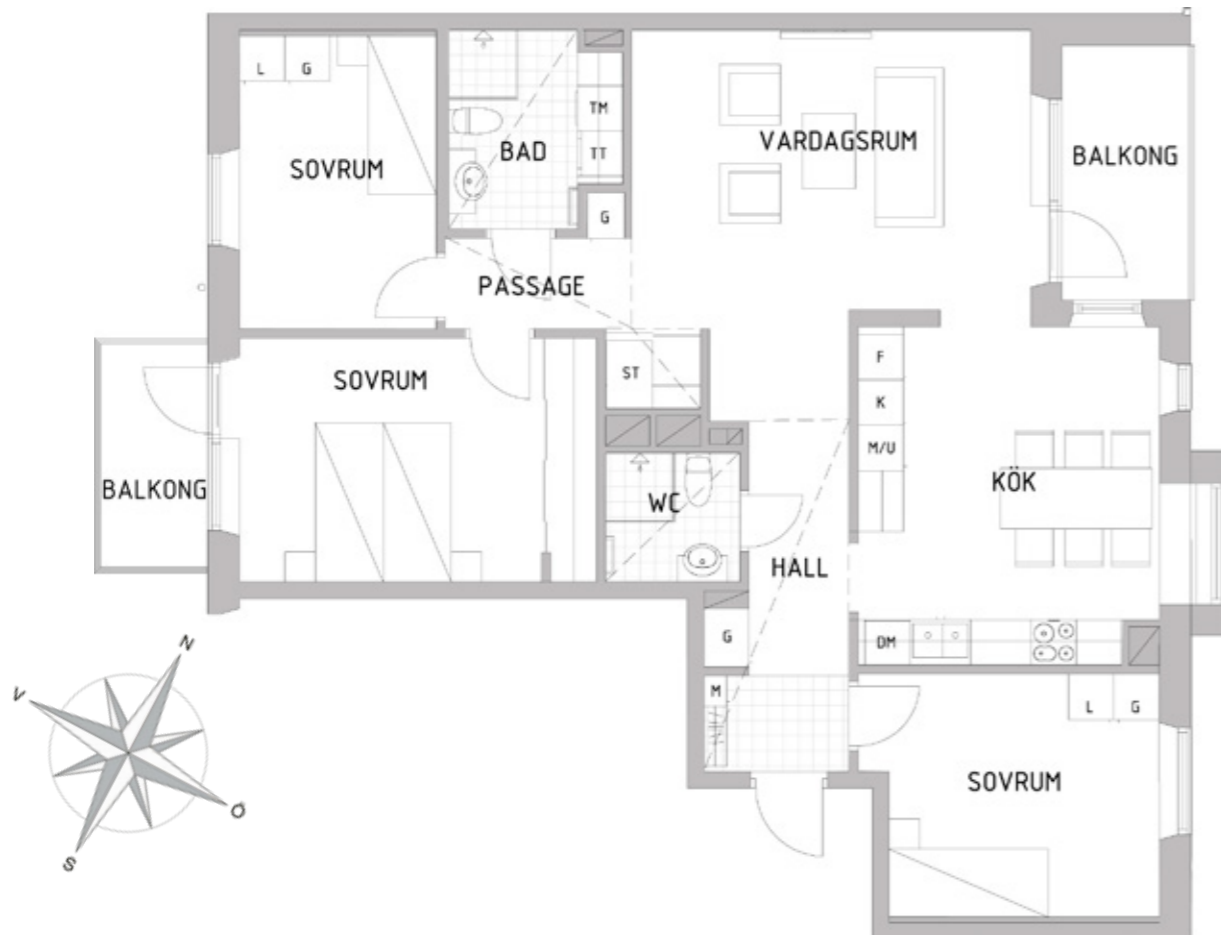 L G
SOVRUM
BAD
TM
TT
G
VARDAGSRUM
BALKONG
PASSAGE
SOVRUM
ST
F
K
M/U
BALKONG
WC
KÖK
HALL
G
DM
M
L G
SOVRUM
N
V
Ö
S